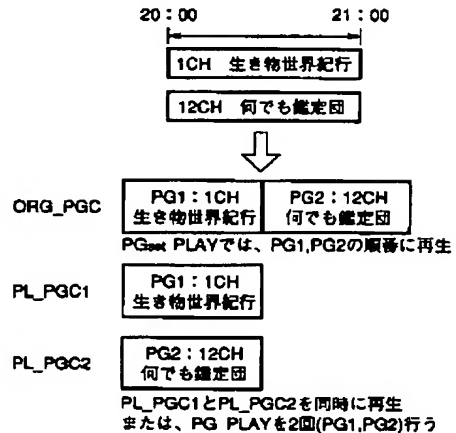 20:00 21:00
1CH 生き物世界紀行
12CH 何でも鑑定団
ORG_PGC
PG1:1CH
生き物世界紀行
PG2:12CH
何でも鑑定団
PGset PLAYでは、PG1,PG2の順番に再生
PL_PGC1
PG1:1CH
生き物世界紀行
PL_PGC2
PG2:12CH
何でも鑑定団
PL_PGC1とPL_PGC2を同時に再生
または、PG PLAYを2回(PG1,PG2)行う